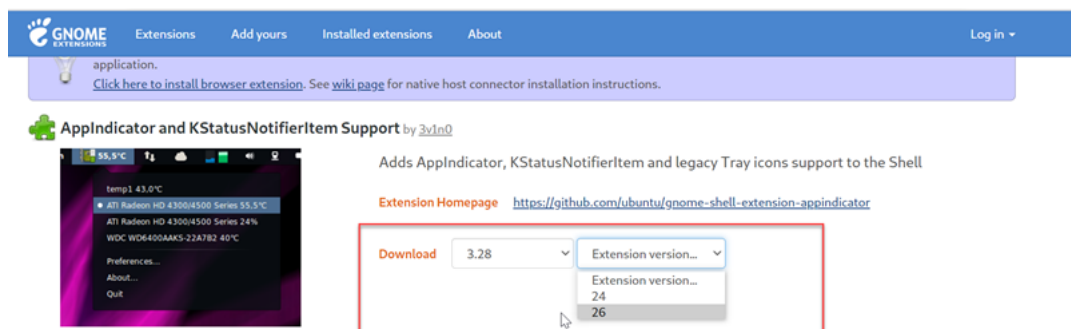 GNOME EXTENSIONS Extensions Add yours Installed extensions About Log in
application.
Click here to install browser extension. See wiki page for native host connector installation instructions.
AppIndicator and KStatusNotifierItem Support by 3v1n0
55,5°C
temp1 43,0°C
ATI Radeon HD 4300/4500 Series 55.5°C
ATI Radeon HD 4300/4500 Series 24%
WDC WD6400AAKS-22A7B2 40°C
Preferences...
About...
Quit
Adds AppIndicator, KStatusNotifierItem and legacy Tray icons support to the Shell
Extension Homepage https://github.com/ubuntu/gnome-shell-extension-appindicator
Download 3.28 Extension version...
Extension version...
24
26